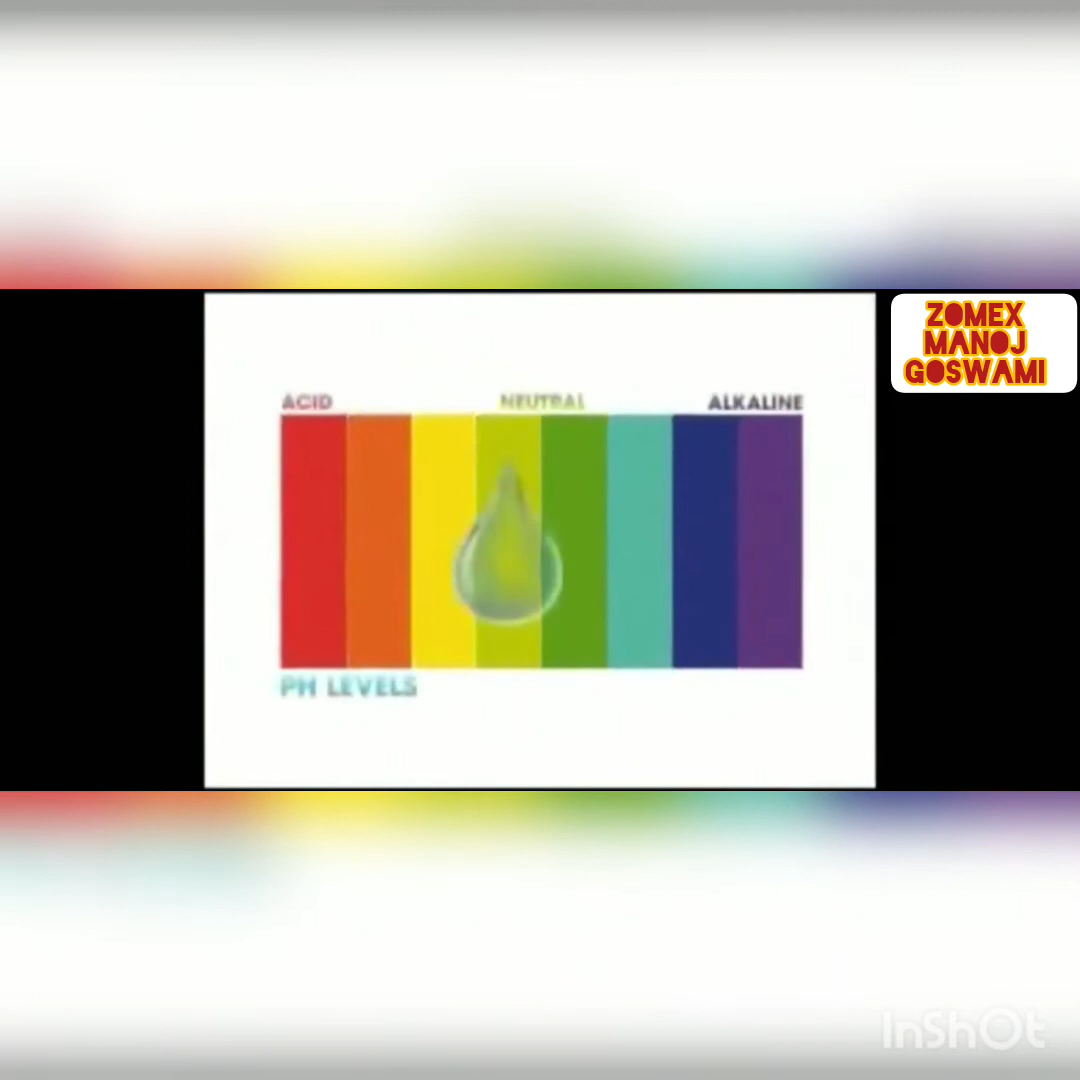 ZOMEX
MANOJ
GOSWAMI
ACID NEUTRAL ALKALINE
PH LEVELS
InShOt